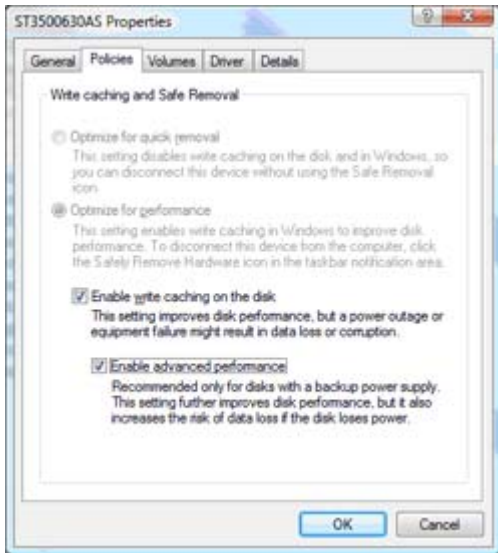 ST3500630AS Properties
General Policies Volumes Driver Details
Write caching and Safe Removal
Optimize for quick removal
This setting disables write caching on the disk and in Windows, so
you can disconnect this device without using the Safe Removal
icon.
Optimize for performance
This setting enables write caching in Windows to improve disk
performance. To disconnect this device from the computer, click
the Safely Remove Hardware icon in the taskbar notification area.
Enable write caching on the disk
This setting improves disk performance, but a power outage or
equipment failure might result in data loss or corruption.
Enable advanced performance
Recommended only for disks with a backup power supply.
This setting further improves disk performance, but it also
increases the risk of data loss if the disk loses power.
OK Cancel